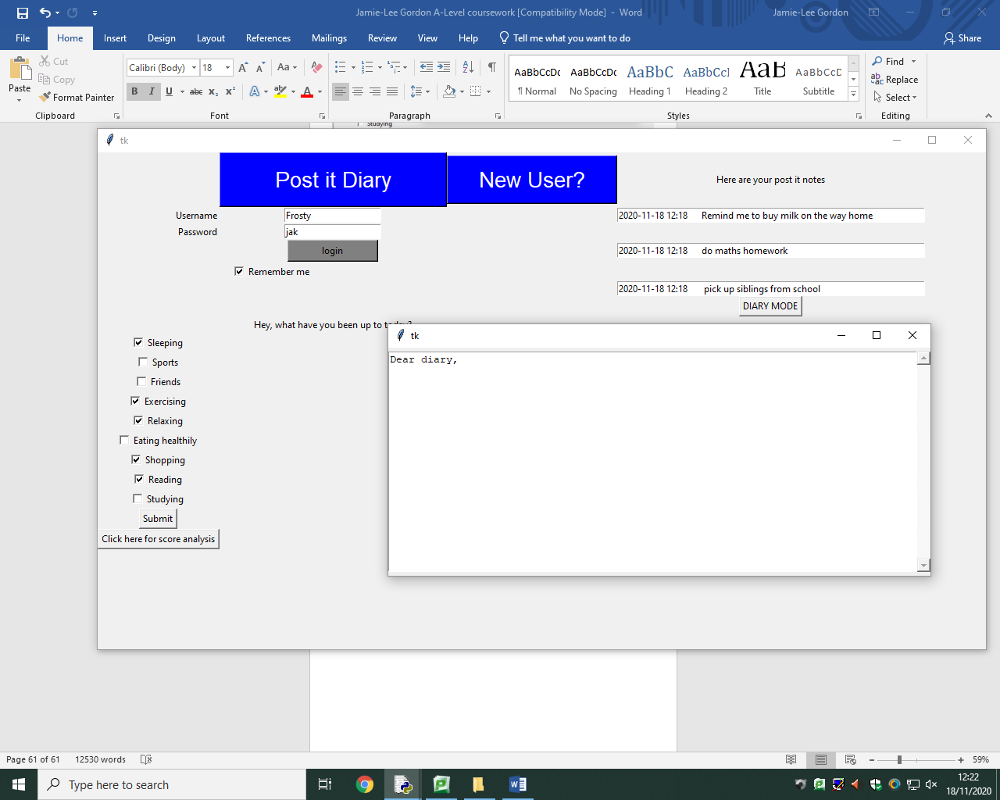 Jamie-Lee Gordon A-Level coursework [Compatibility Mode] - Word
Jamie-Lee Gordon
File Home Insert Design Layout References Mailings Review View Help Tell me what you want to do Share
Paste
Cut
Copy
Format Painter
Clipboard
Calibri (Body) 18 A A Aa
B I U abc x2 x2 A ab A
Font
Paragraph
AaBbCcDc AaBbCcDc AaBbC AaBbCcI AaB AaBbCcD
¶ Normal No Spacing Heading 1 Heading 2 Title Subtitle
Styles
Find
Replace
Select
Editing
Studying
tk
Post it Diary New User? Here are your post it notes
Username Frosty
Password jak
login
Remember me
2020-11-18 12:18 Remind me to buy milk on the way home
2020-11-18 12:18 do maths homework
2020-11-18 12:18 pick up siblings from school
DIARY MODE
Hey, what have you been up to today?
Sleeping
Sports
Friends
Exercising
Relaxing
Eating healthily
Shopping
Reading
Studying
Submit
Click here for score analysis
tk
Dear diary,
Page 61 of 61 12530 words 59%
Type here to search
12:22
18/11/2020